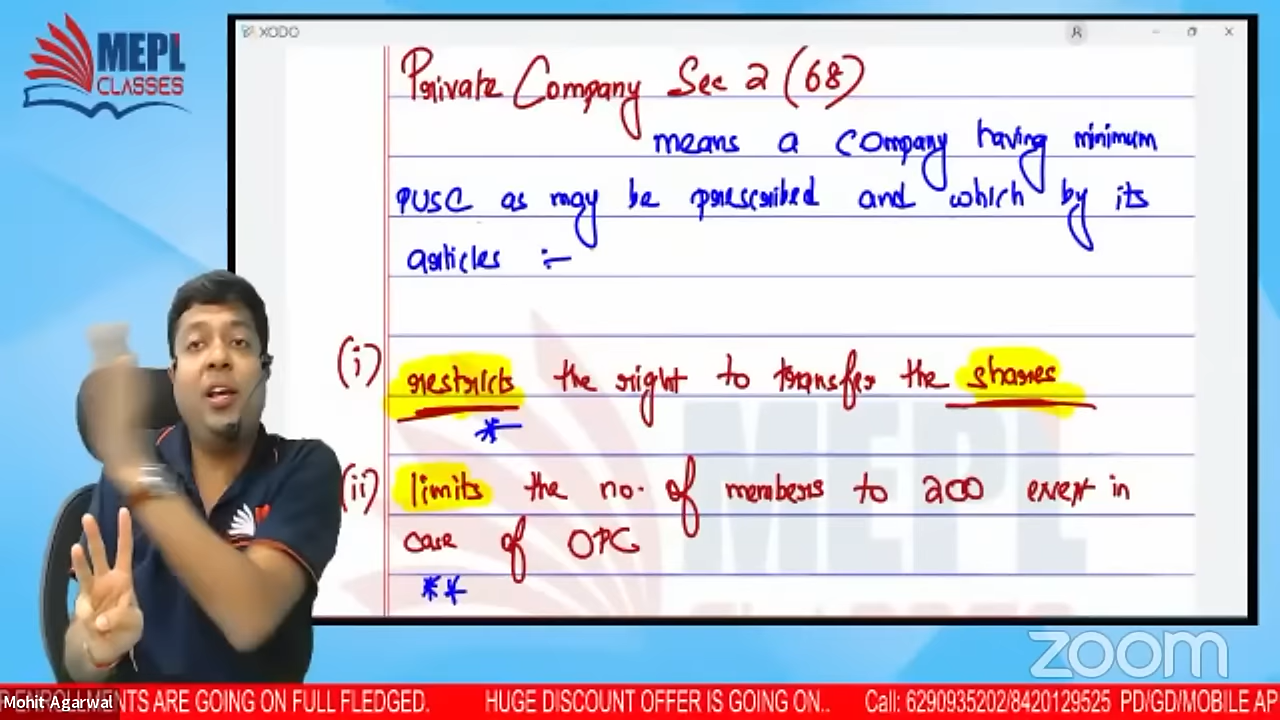 MEPL
CLASSES
XODO
Private Company Sec 2 (68)
means a company having minimum
PUSC as may be prescribed and which by its
articles :-
(i) restricts the right to transfer the shares
*
(ii) limits the no. of members to 200 except in
case of OPC
**
MEPL
zoom
Mohit Agarwal
ENROLLMENTS ARE GOING ON FULL FLEDGED. HUGE DISCOUNT OFFER IS GOING ON.. Call: 6290935202/8420129525 PD/GD/MOBILE AP